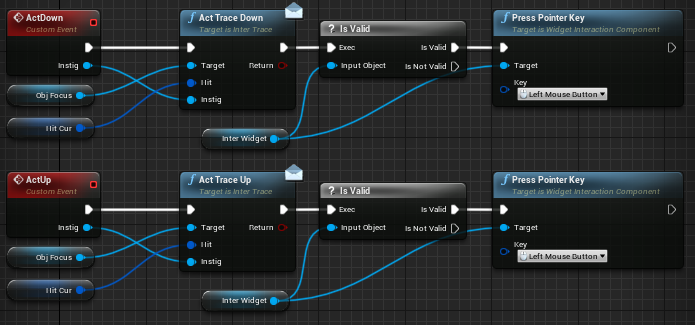 ActDown
Custom Event
Instig
Obj Focus
Hit Cur
Act Trace Down
Target is Inter Trace
Target
Return
Hit
Instig
Inter Widget
? Is Valid
Exec
Is Valid
Input Object
Is Not Valid
Press Pointer Key
Target is Widget Interaction Component
Target
Key
Left Mouse Button
ActUp
Custom Event
Instig
Obj Focus
Hit Cur
Act Trace Up
Target is Inter Trace
Target
Return
Hit
Instig
Inter Widget
? Is Valid
Exec
Is Valid
Input Object
Is Not Valid
Press Pointer Key
Target is Widget Interaction Component
Target
Key
Left Mouse Button